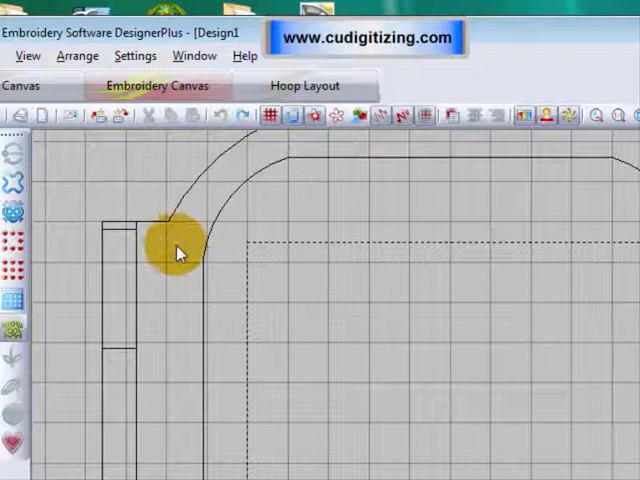 Embroidery Software DesignerPlus - [Design1
www.cudigitizing.com
View Arrange Settings Window Help
Canvas Embroidery Canvas Hoop Layout